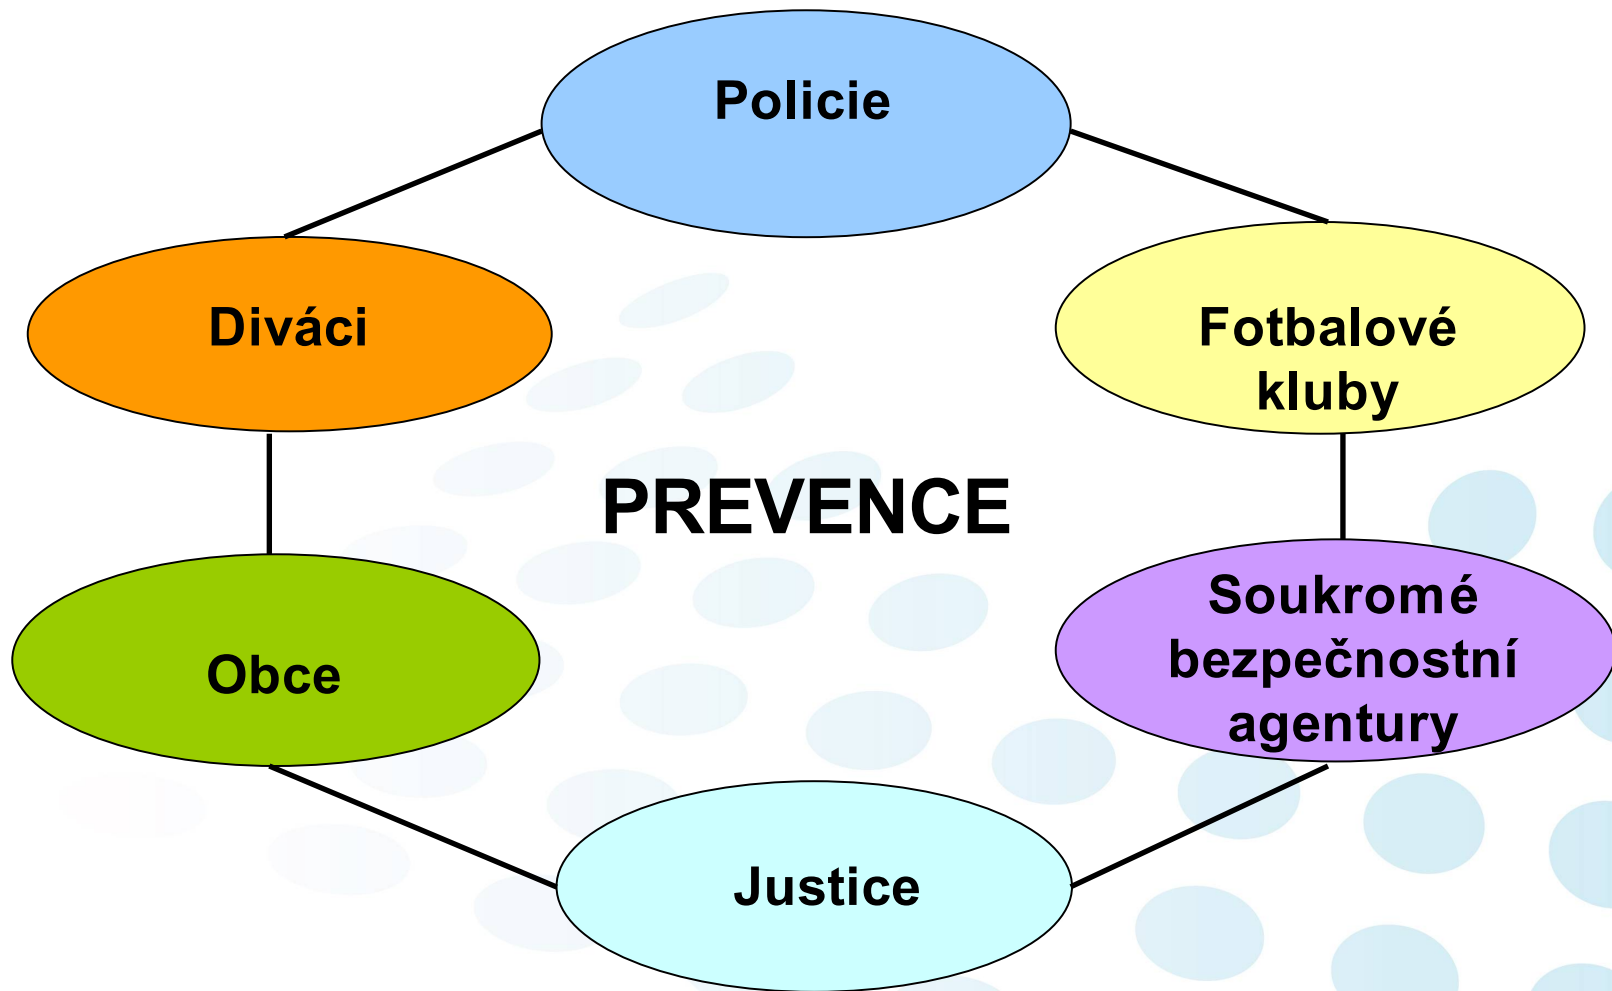 Policie
Diváci
Fotbalové
kluby
PREVENCE
Obce
Soukromé
bezpečnostní
agentury
Justice